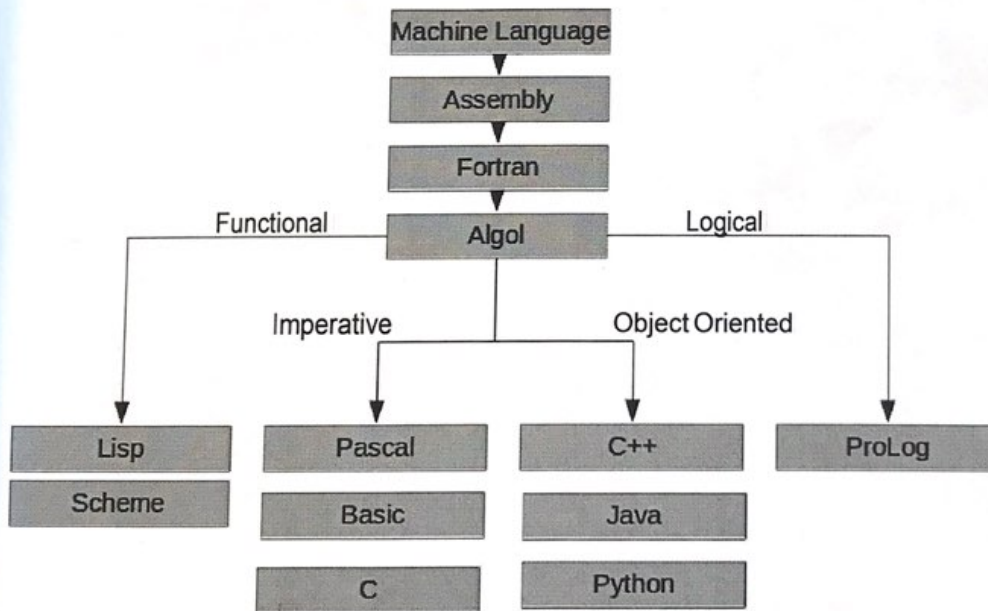 Machine Language
Assembly
Fortran
Algol
Functional
Logical
Imperative
Object Oriented
Lisp
Pascal
C++
ProLog
Scheme
Basic
Java
C
Python